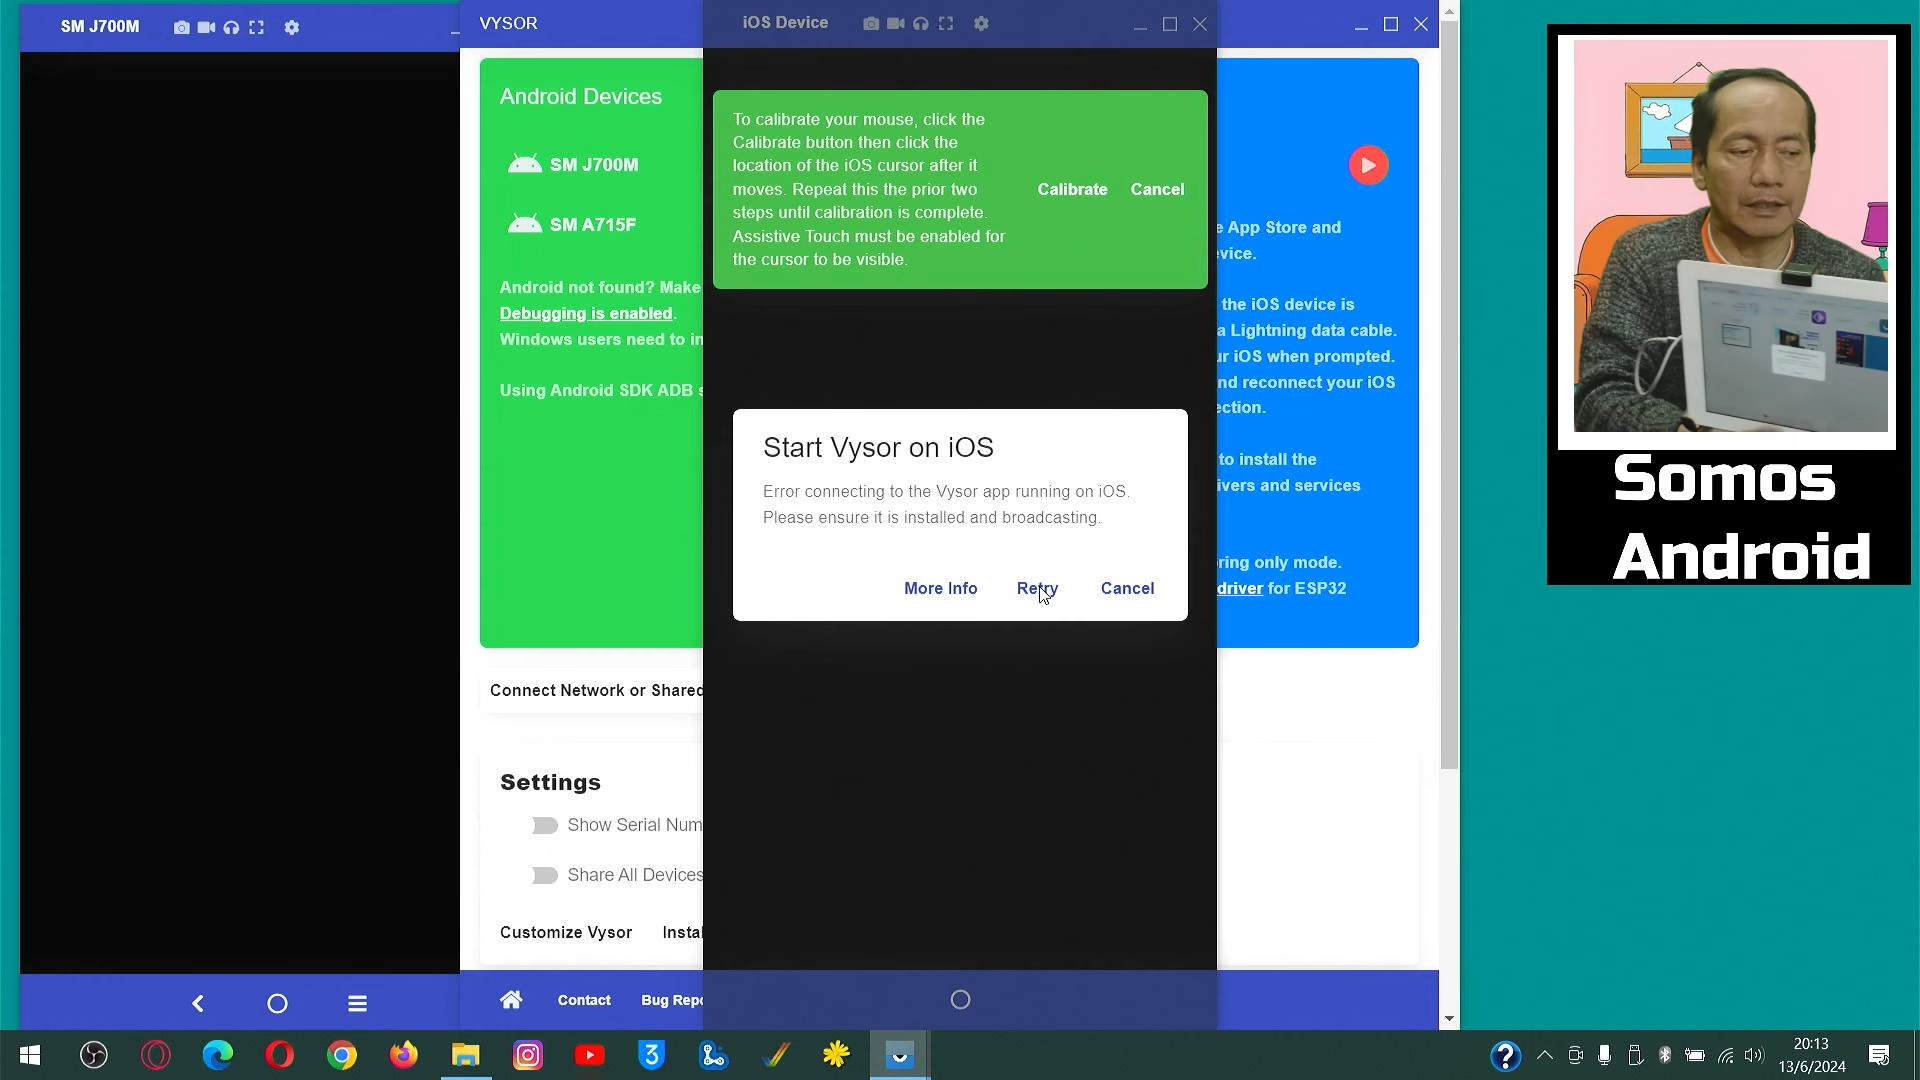 SM J700M
VYSOR
iOS Device
Android Devices
SM J700M
SM A715F
Android not found? Make
Debugging is enabled.
Windows users need to in
Using Android SDK ADB s
To calibrate your mouse, click the
Calibrate button then click the
location of the iOS cursor after it
moves. Repeat this the prior two
steps until calibration is complete.
Assistive Touch must be enabled for
the cursor to be visible.
Calibrate
Cancel
Start Vysor on iOS
Error connecting to the Vysor app running on iOS.
Please ensure it is installed and broadcasting.
More Info
Retry
Cancel
e App Store and
vice.
the iOS device is
a Lightning data cable.
ur iOS when prompted.
nd reconnect your iOS
ection.
to install the
ivers and services
ring only mode.
driver for ESP32
Connect Network or Shared
Settings
Show Serial Num
Share All Devices
Customize Vysor
Instal
Contact
Bug Repo
Somos
Android
20:13
13/6/2024